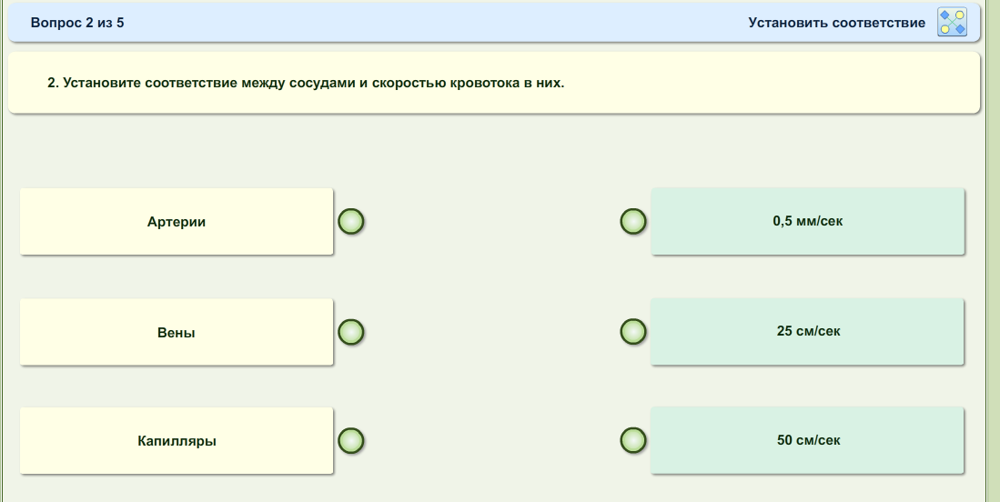 Вопрос 2 из 5
Установить соответствие
2. Установите соответствие между сосудами и скоростью кровотока в них.
Артерии
0,5 мм/сек
Вены
25 см/сек
Капилляры
50 см/сек